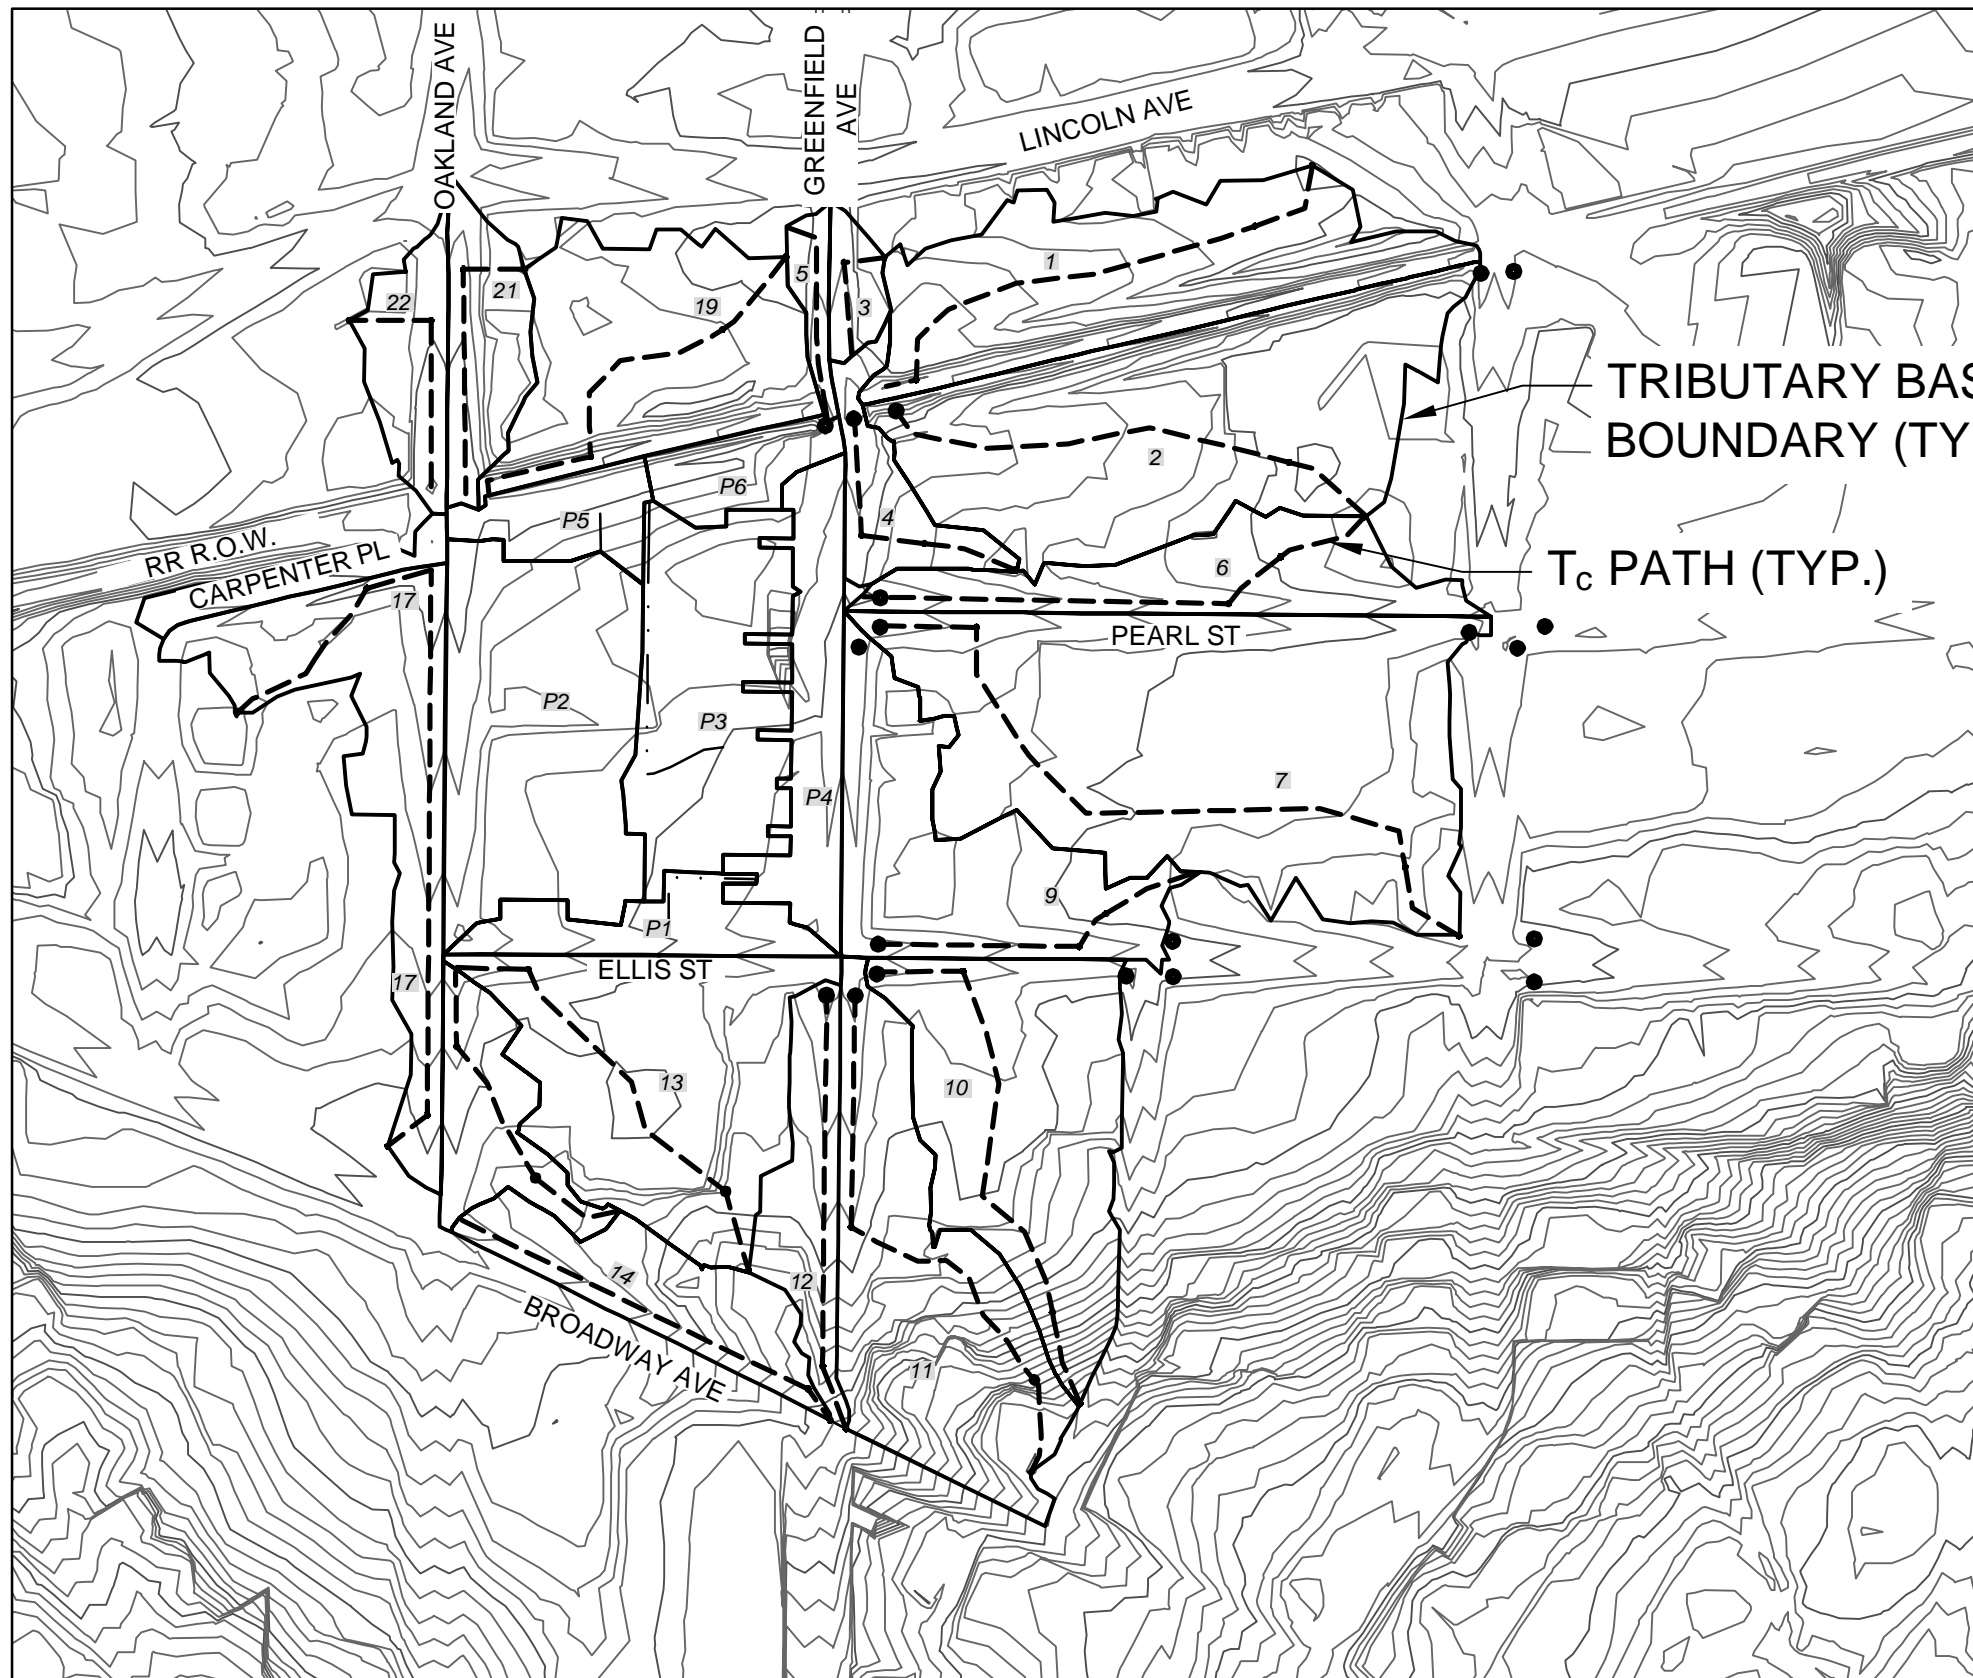 OAKLAND AVE
GREENFIELD
AVE
LINCOLN AVE
5
1
21
22
19
3
TRIBUTARY BAS
BOUNDARY (TY
2
P6
P5
4
RR R.O.W.
CARPENTER PL
6
Tc PATH (TYP.)
17
PEARL ST
P2
P3
7
P4
9
P1
ELLIS ST
17
13
10
14
12
BROADWAY AVE
11